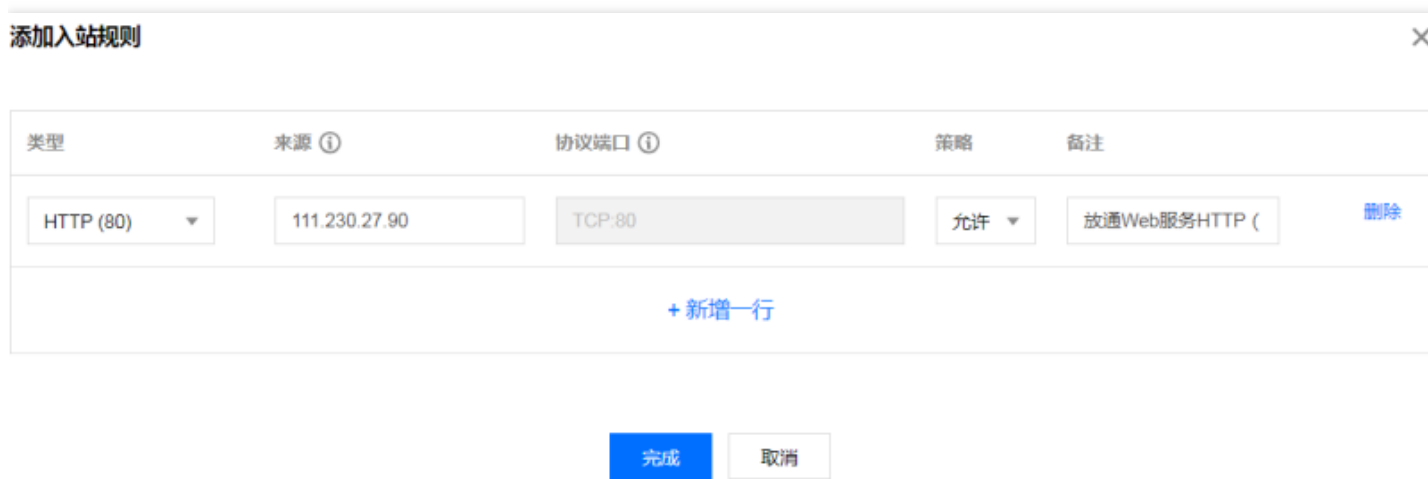 添加入站规则
类型 来源 协议端口 策略 备注
HTTP (80) 111.230.27.90 TCP:80 允许 放通Web服务HTTP ( 删除
+ 新增一行
完成 取消